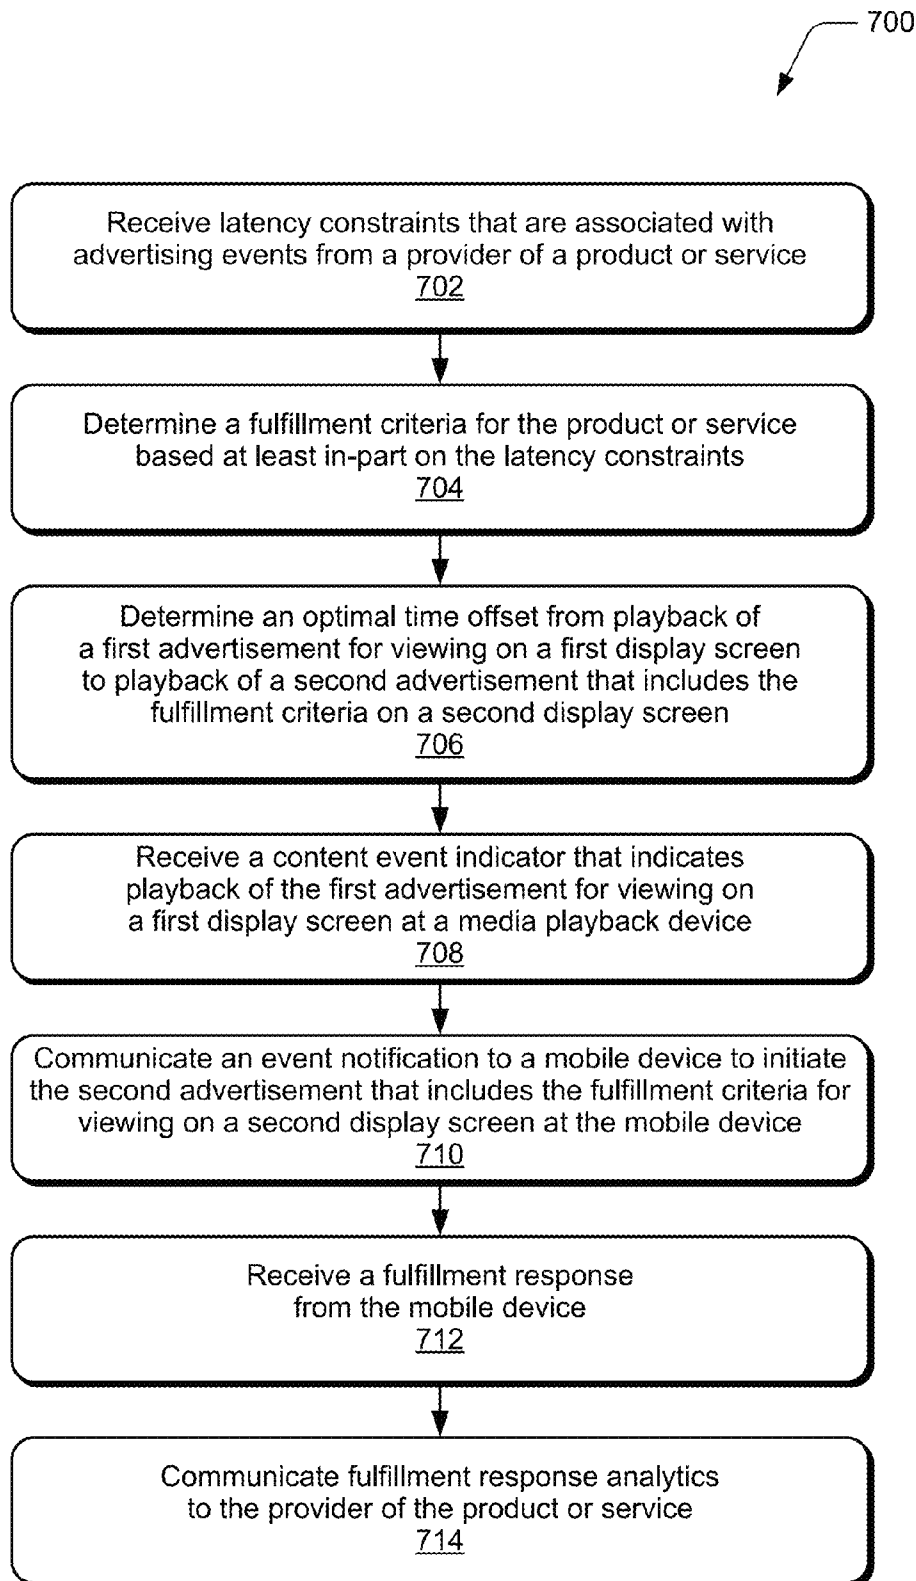 700
Receive latency constraints that are associated with
advertising events from a provider of a product or service
702
Determine a fulfillment criteria for the product or service
based at least in-part on the latency constraints
704
Determine an optimal time offset from playback of
a first advertisement for viewing on a first display screen
to playback of a second advertisement that includes the
fulfillment criteria on a second display screen
706
Receive a content event indicator that indicates
playback of the first advertisement for viewing on
a first display screen at a media playback device
708
Communicate an event notification to a mobile device to initiate
the second advertisement that includes the fulfillment criteria for
viewing on a second display screen at the mobile device
710
Receive a fulfillment response
from the mobile device
712
Communicate fulfillment response analytics
to the provider of the product or service
714